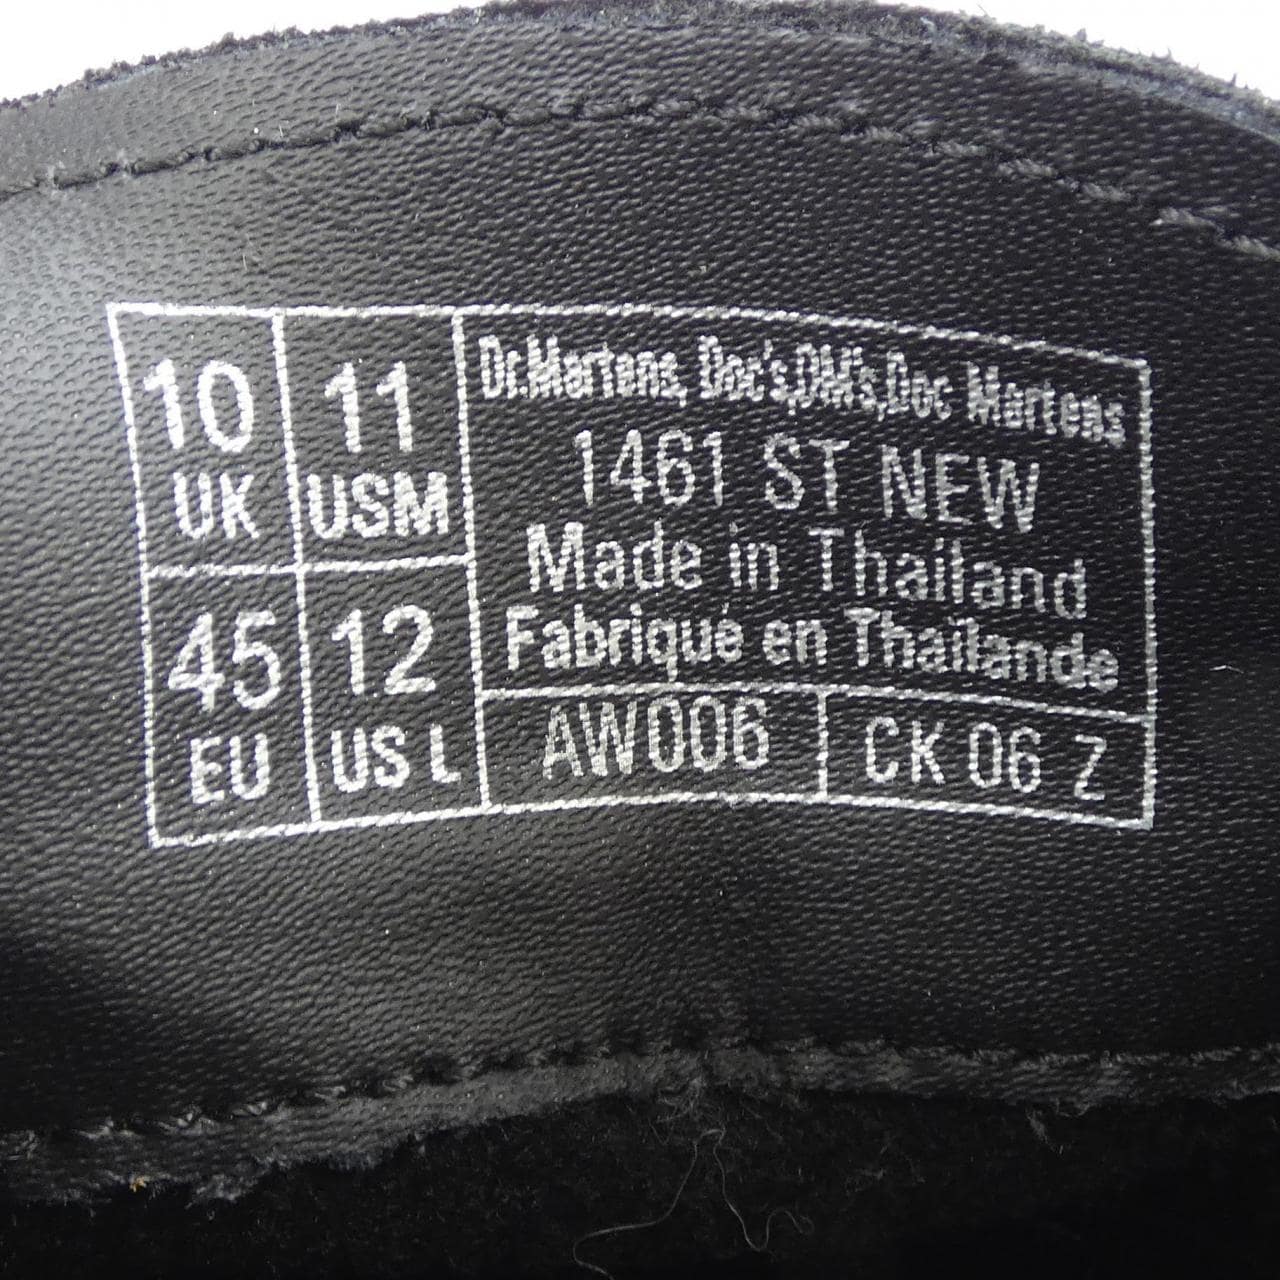 10
UK
11
USM
45
EU
12
US L
Dr.Martens, Doc's,DM's,Doc Martens
1461 ST NEW
Made in Thailand
Fabriqué en Thaïlande
AW006
CK 06 Z